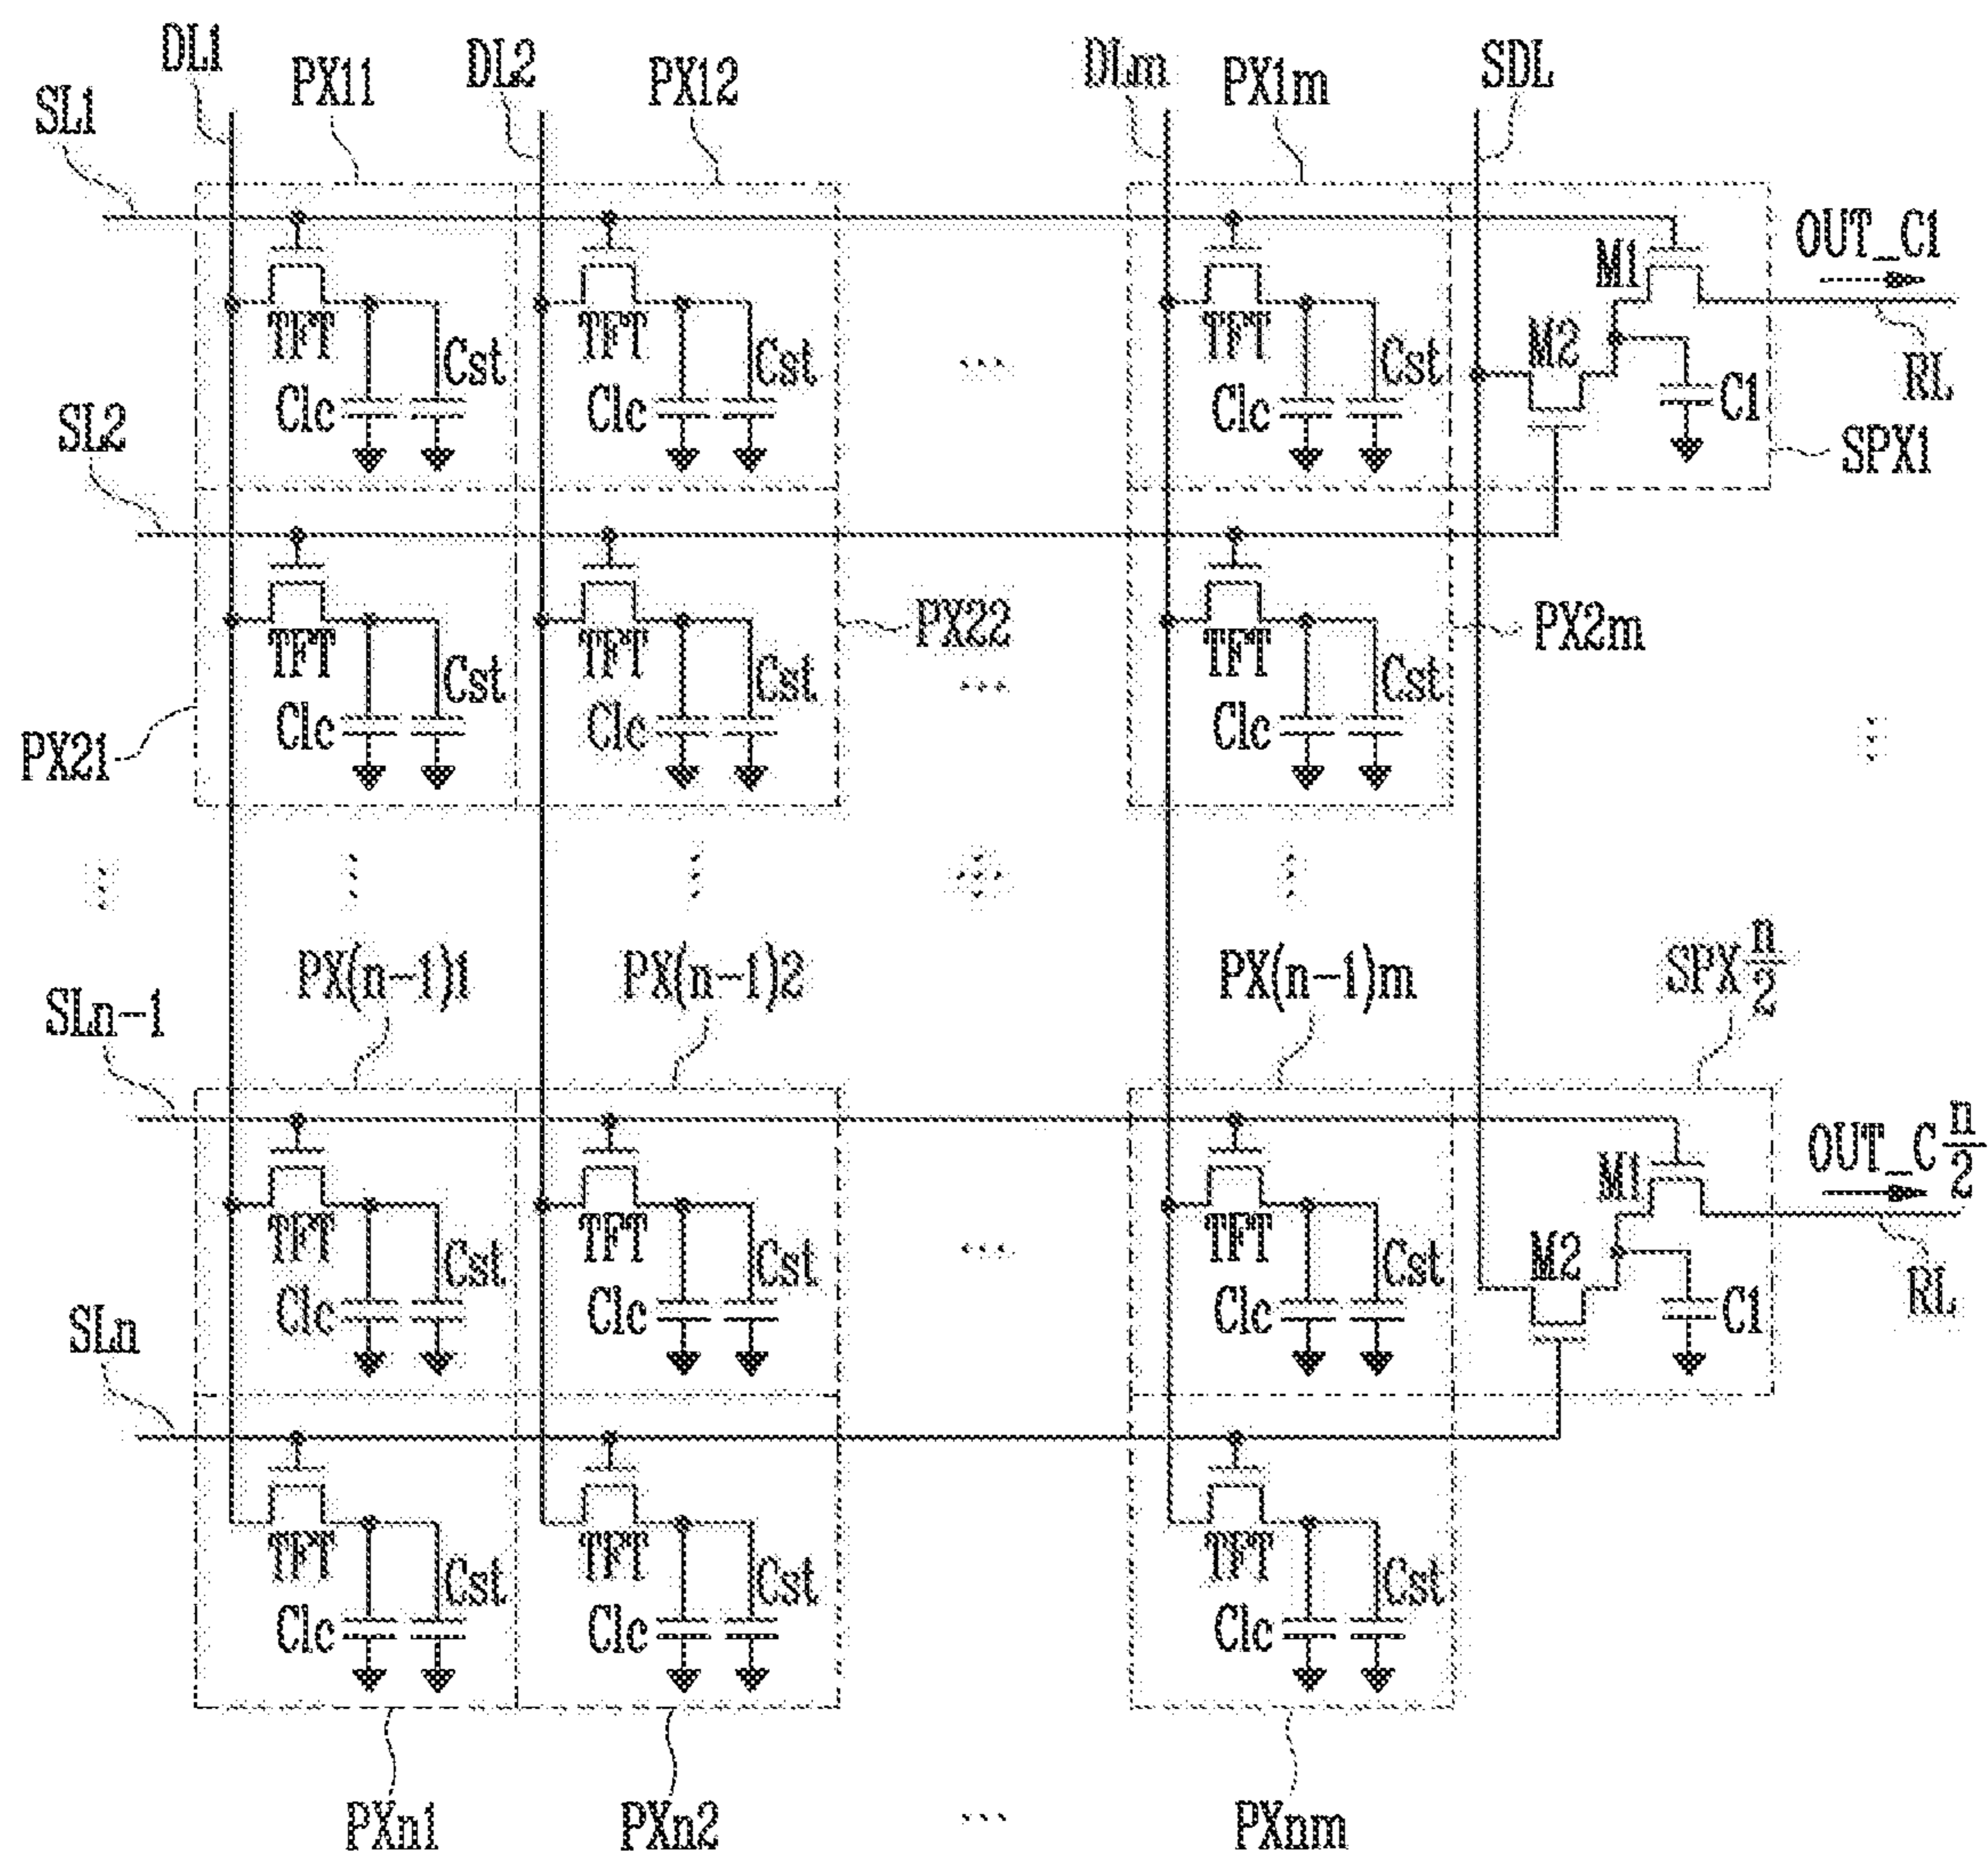 DL1 PX11 DL2 PX12 DLm PX1m SDL
SL1
M1 OUT_C1
TFT TFT TFT M2
Cst Cst Cst RL
Clc Clc Clc C1
SL2 SPX1
TFT TFT TFT PX22 PX2m
Cst Cst ... Cst
Clc Clc Clc
PX21
PX(n-1)1 PX(n-1)2 PX(n-1)m SPX n/2
SLn-1
M1 OUT_C n/2
TFT TFT TFT M2
Cst Cst ... Cst RL
Clc Clc Clc C1
SLn
TFT TFT TFT
Cst Cst Cst
Clc Clc Clc
PXn1 PXn2 ... PXnm